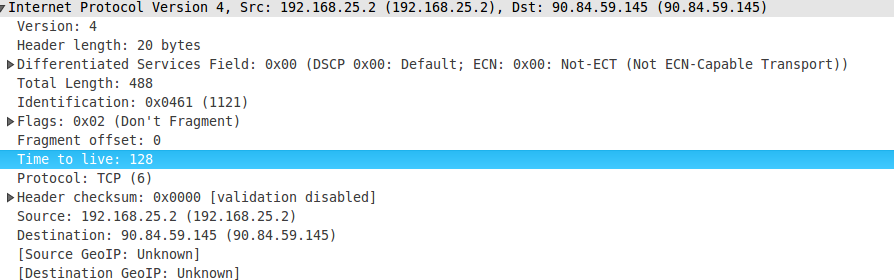 Internet Protocol Version 4, Src: 192.168.25.2 (192.168.25.2), Dst: 90.84.59.145 (90.84.59.145)
Version: 4
Header length: 20 bytes
Differentiated Services Field: 0x00 (DSCP 0x00: Default; ECN: 0x00: Not-ECT (Not ECN-Capable Transport))
Total Length: 488
Identification: 0x0461 (1121)
Flags: 0x02 (Don't Fragment)
Fragment offset: 0
Time to live: 128
Protocol: TCP (6)
Header checksum: 0x0000 [validation disabled]
Source: 192.168.25.2 (192.168.25.2)
Destination: 90.84.59.145 (90.84.59.145)
[Source GeoIP: Unknown]
[Destination GeoIP: Unknown]